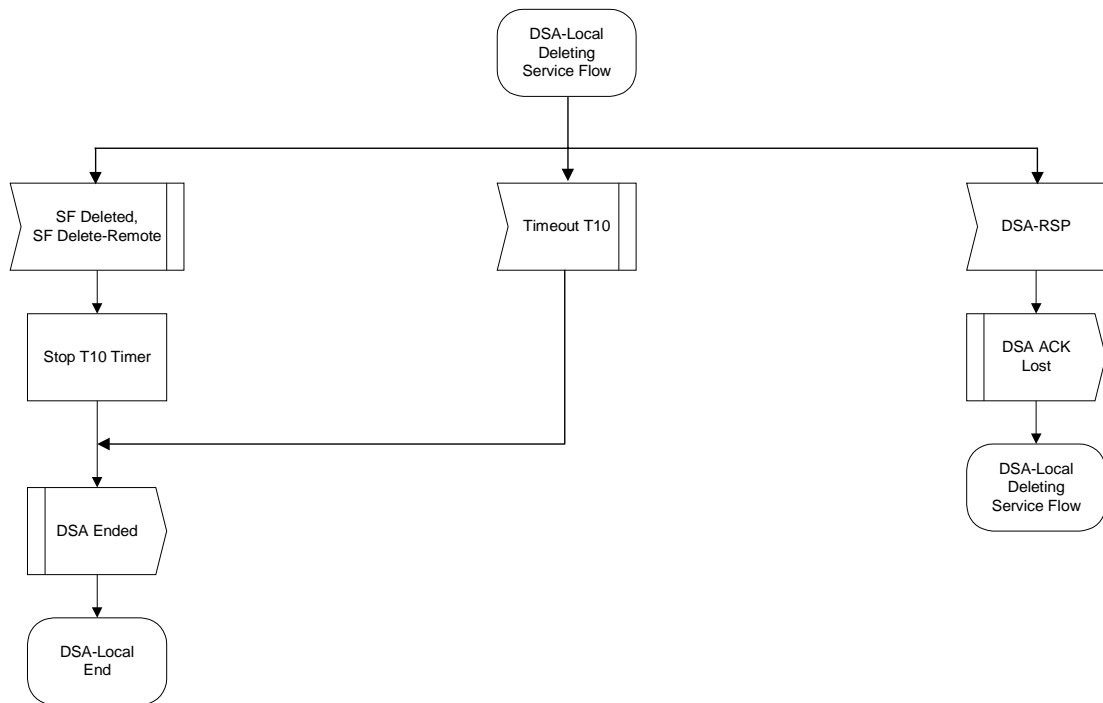 DSA-Local
Deleting
Service Flow
SF Deleted,
SF Delete-Remote
Timeout T10
DSA-RSP
Stop T10 Timer
DSA ACK
Lost
DSA-Local
Deleting
Service Flow
DSA Ended
DSA-Local
End